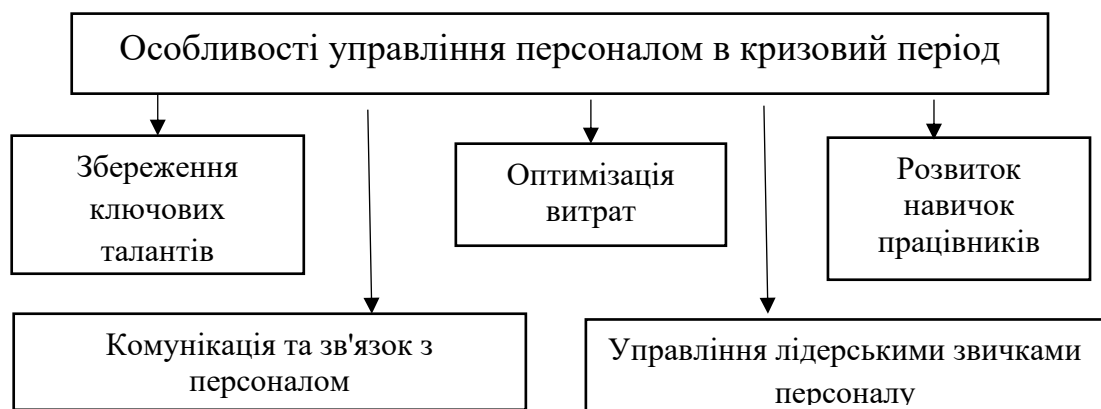 Особливості управління персоналом в кризовий період
Збереження
ключових
талантів
Оптимізація
витрат
Розвиток
навичок
працівників
Комунікація та зв'язок з
персоналом
Управління лідерськими звичками
персоналу